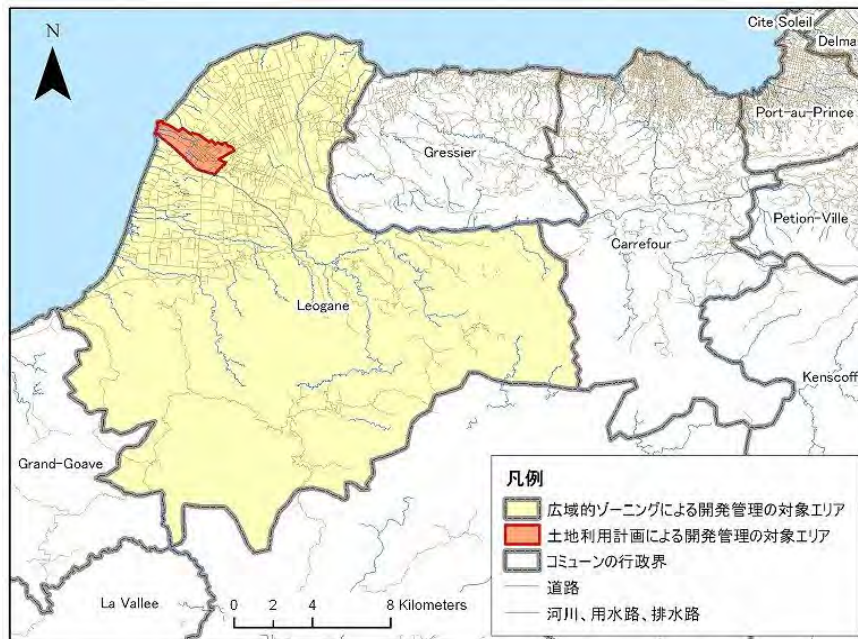 N
Cite Soleil
Delma
Port-au-Prince
Gressier
Petion-Ville
Carrefour
Leogane
Kenscoff
Grand-Goave
La Vallee
0 2 4 8 Kilometers
凡例
広域的ゾーニングによる開発管理の対象エリア
土地利用計画による開発管理の対象エリア
コミューンの行政界
道路
河川、用水路、排水路